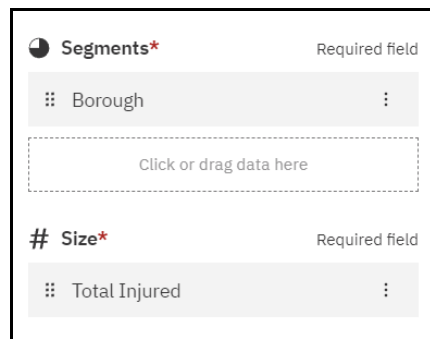 Segments* Required field
Borough
Click or drag data here
# Size* Required field
Total Injured